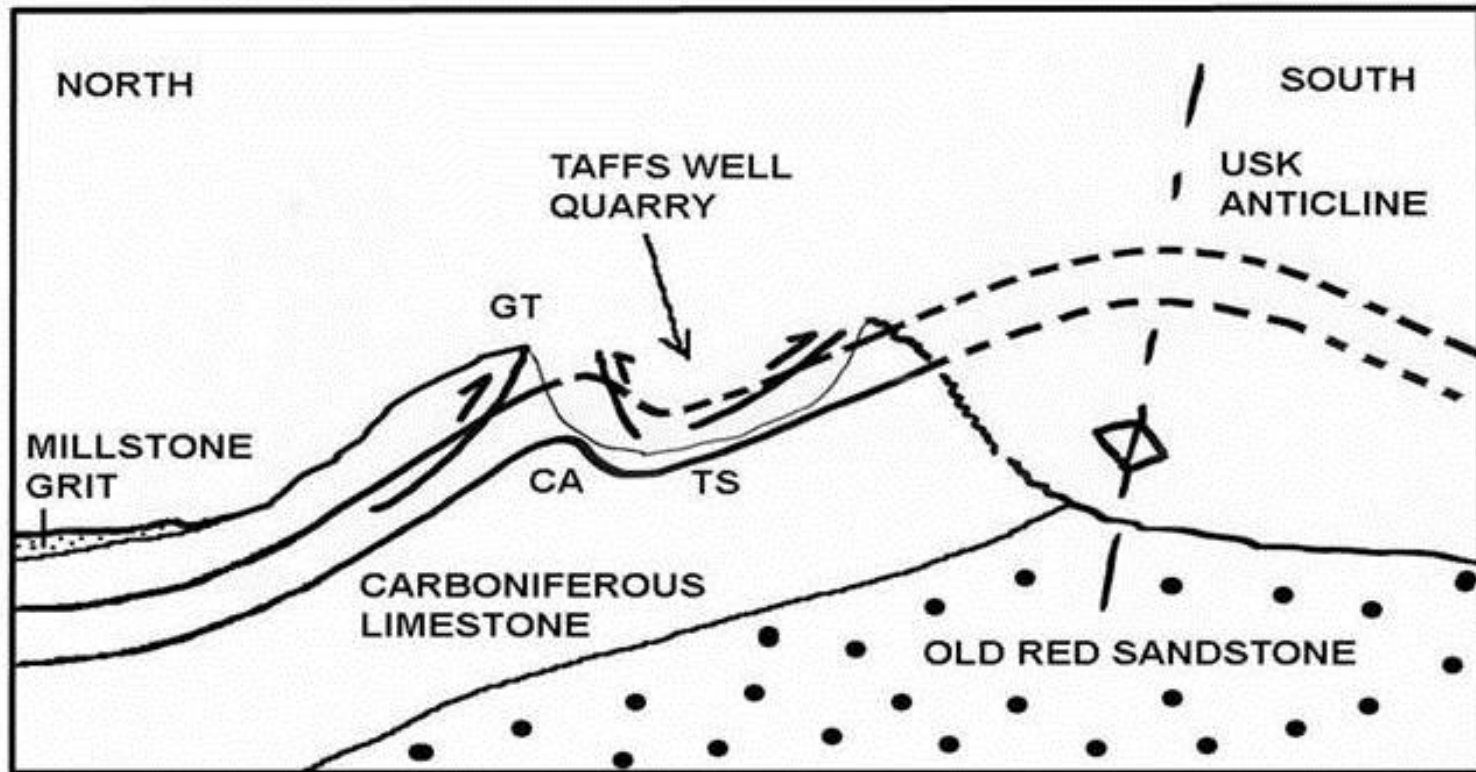 NORTH
SOUTH
TAFFS WELL
QUARRY
USK
ANTICLINE
GT
MILLSTONE
GRIT
CA
TS
CARBONIFEROUS
LIMESTONE
OLD RED SANDSTONE